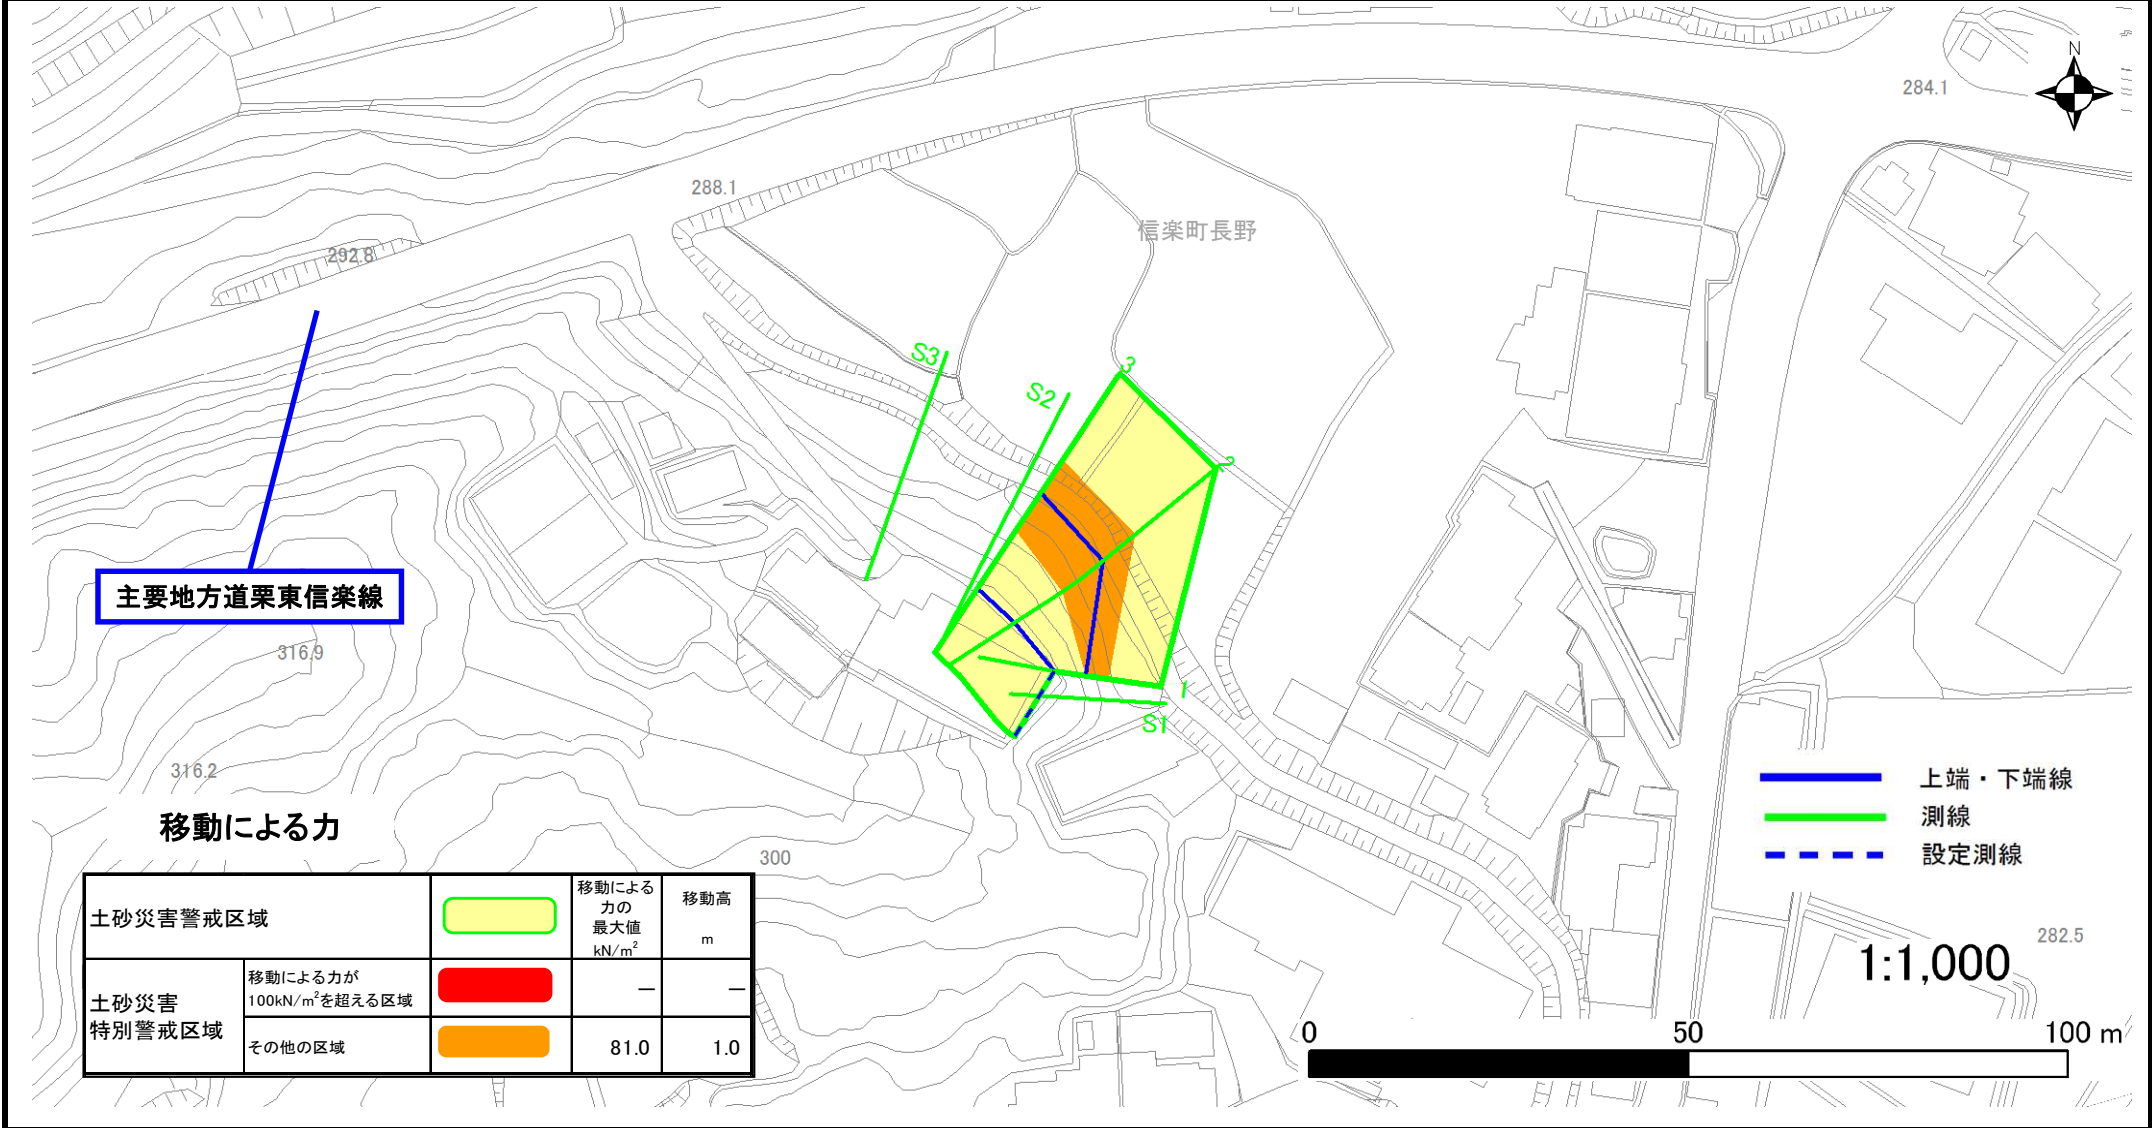 N
284.1
288.1
信楽町長野
292.8
S3
S2
3
2
主要地方道栗東信楽線
316.9
1
S1
316.2
上端・下端線
測線
設定測線
移動による力
300
282.5
1:1,000
0 50 100 m
移動による
力の
最大値
kN/m²
移動高
m
土砂災害警戒区域
土砂災害
特別警戒区域
移動による力が
100kN/m²を超える区域
— —
その他の区域
81.0 1.0